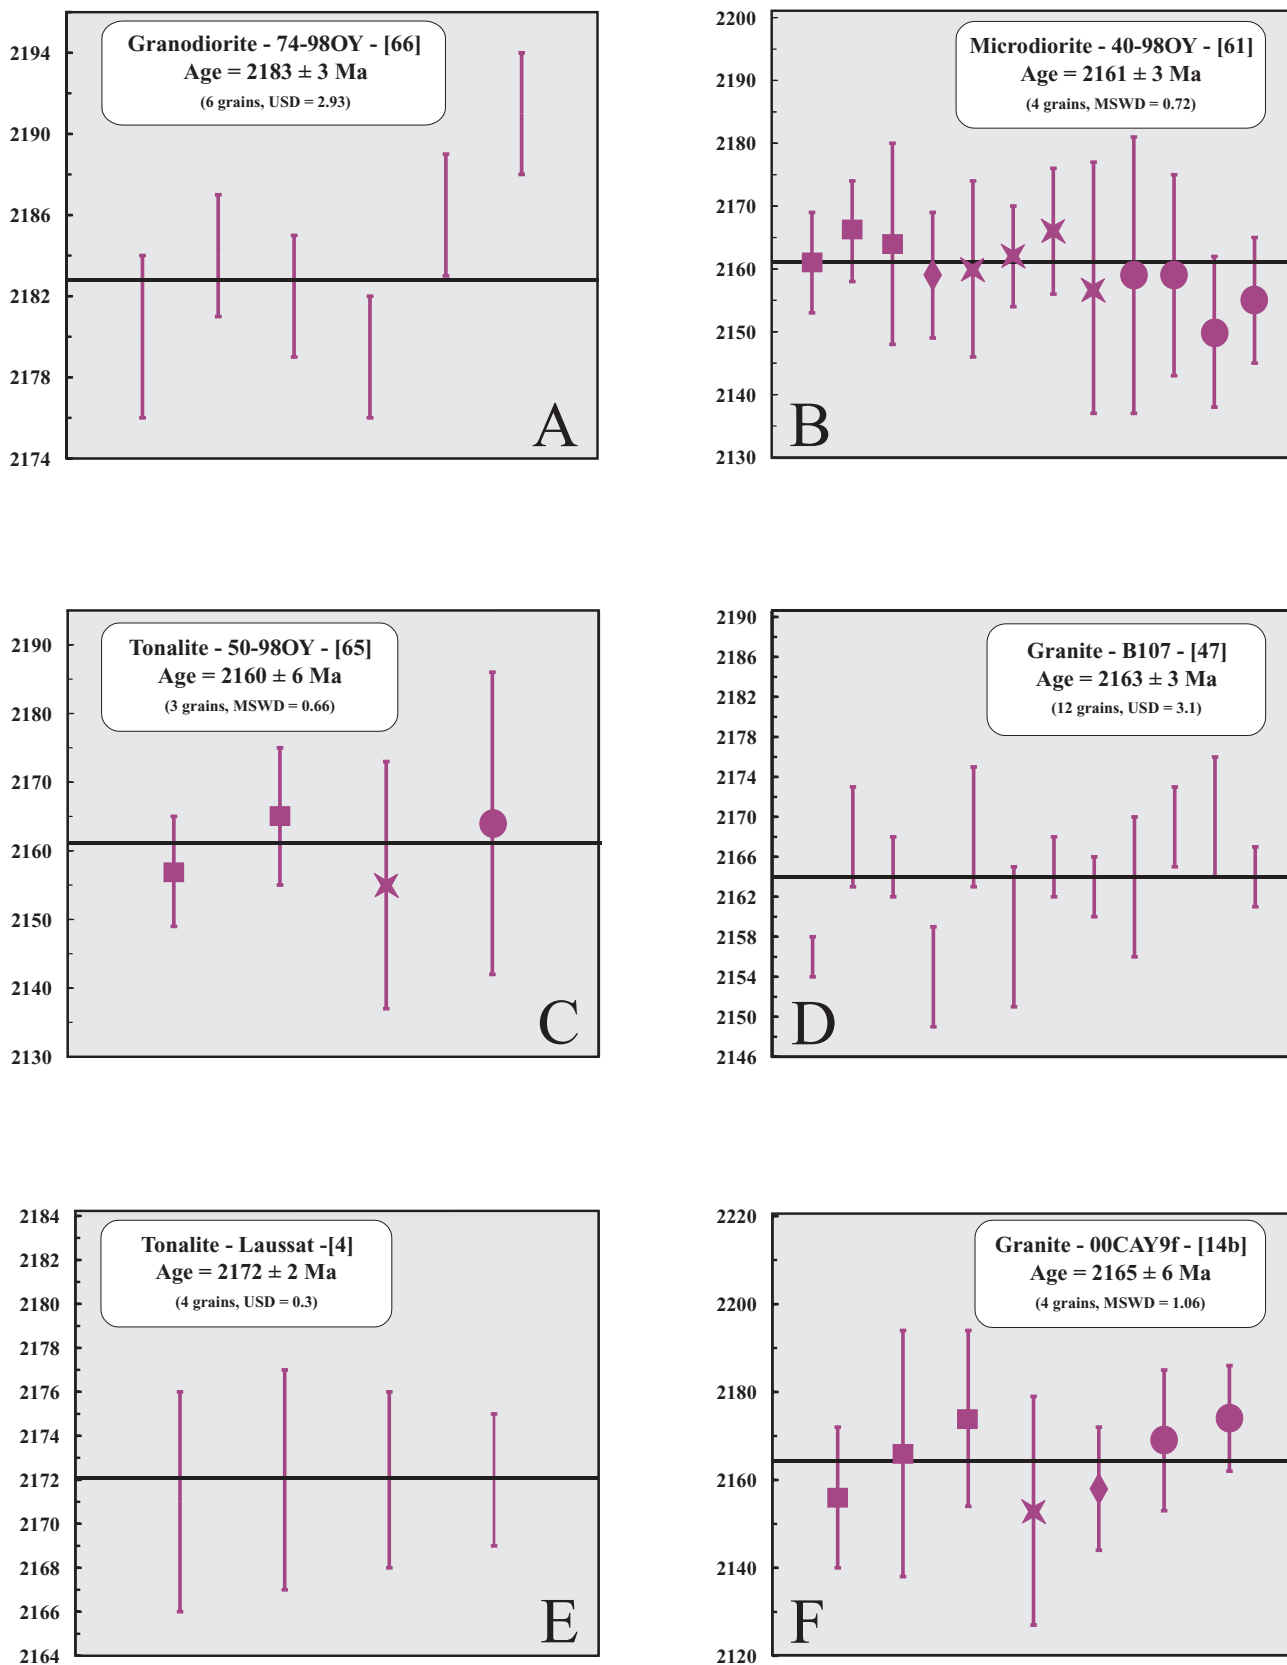 2194
2190
2186
2182
2178
2174
Granodiorite - 74-98OY - [66]
Age = 2183 ± 3 Ma
(6 grains, USD = 2.93)
A
2200
2190
2180
2170
2160
2150
2140
2130
Microdiorite - 40-98OY - [61]
Age = 2161 ± 3 Ma
(4 grains, MSWD = 0.72)
B
2190
2180
2170
2160
2150
2140
2130
Tonalite - 50-98OY - [65]
Age = 2160 ± 6 Ma
(3 grains, MSWD = 0.66)
C
2190
2186
2182
2178
2174
2170
2166
2162
2158
2154
2150
2146
Granite - B107 - [47]
Age = 2163 ± 3 Ma
(12 grains, USD = 3.1)
D
2184
2182
2180
2178
2176
2174
2172
2170
2168
2166
2164
Tonalite - Laussat -[4]
Age = 2172 ± 2 Ma
(4 grains, USD = 0.3)
E
2220
2200
2180
2160
2140
2120
Granite - 00CAY9f - [14b]
Age = 2165 ± 6 Ma
(4 grains, MSWD = 1.06)
F